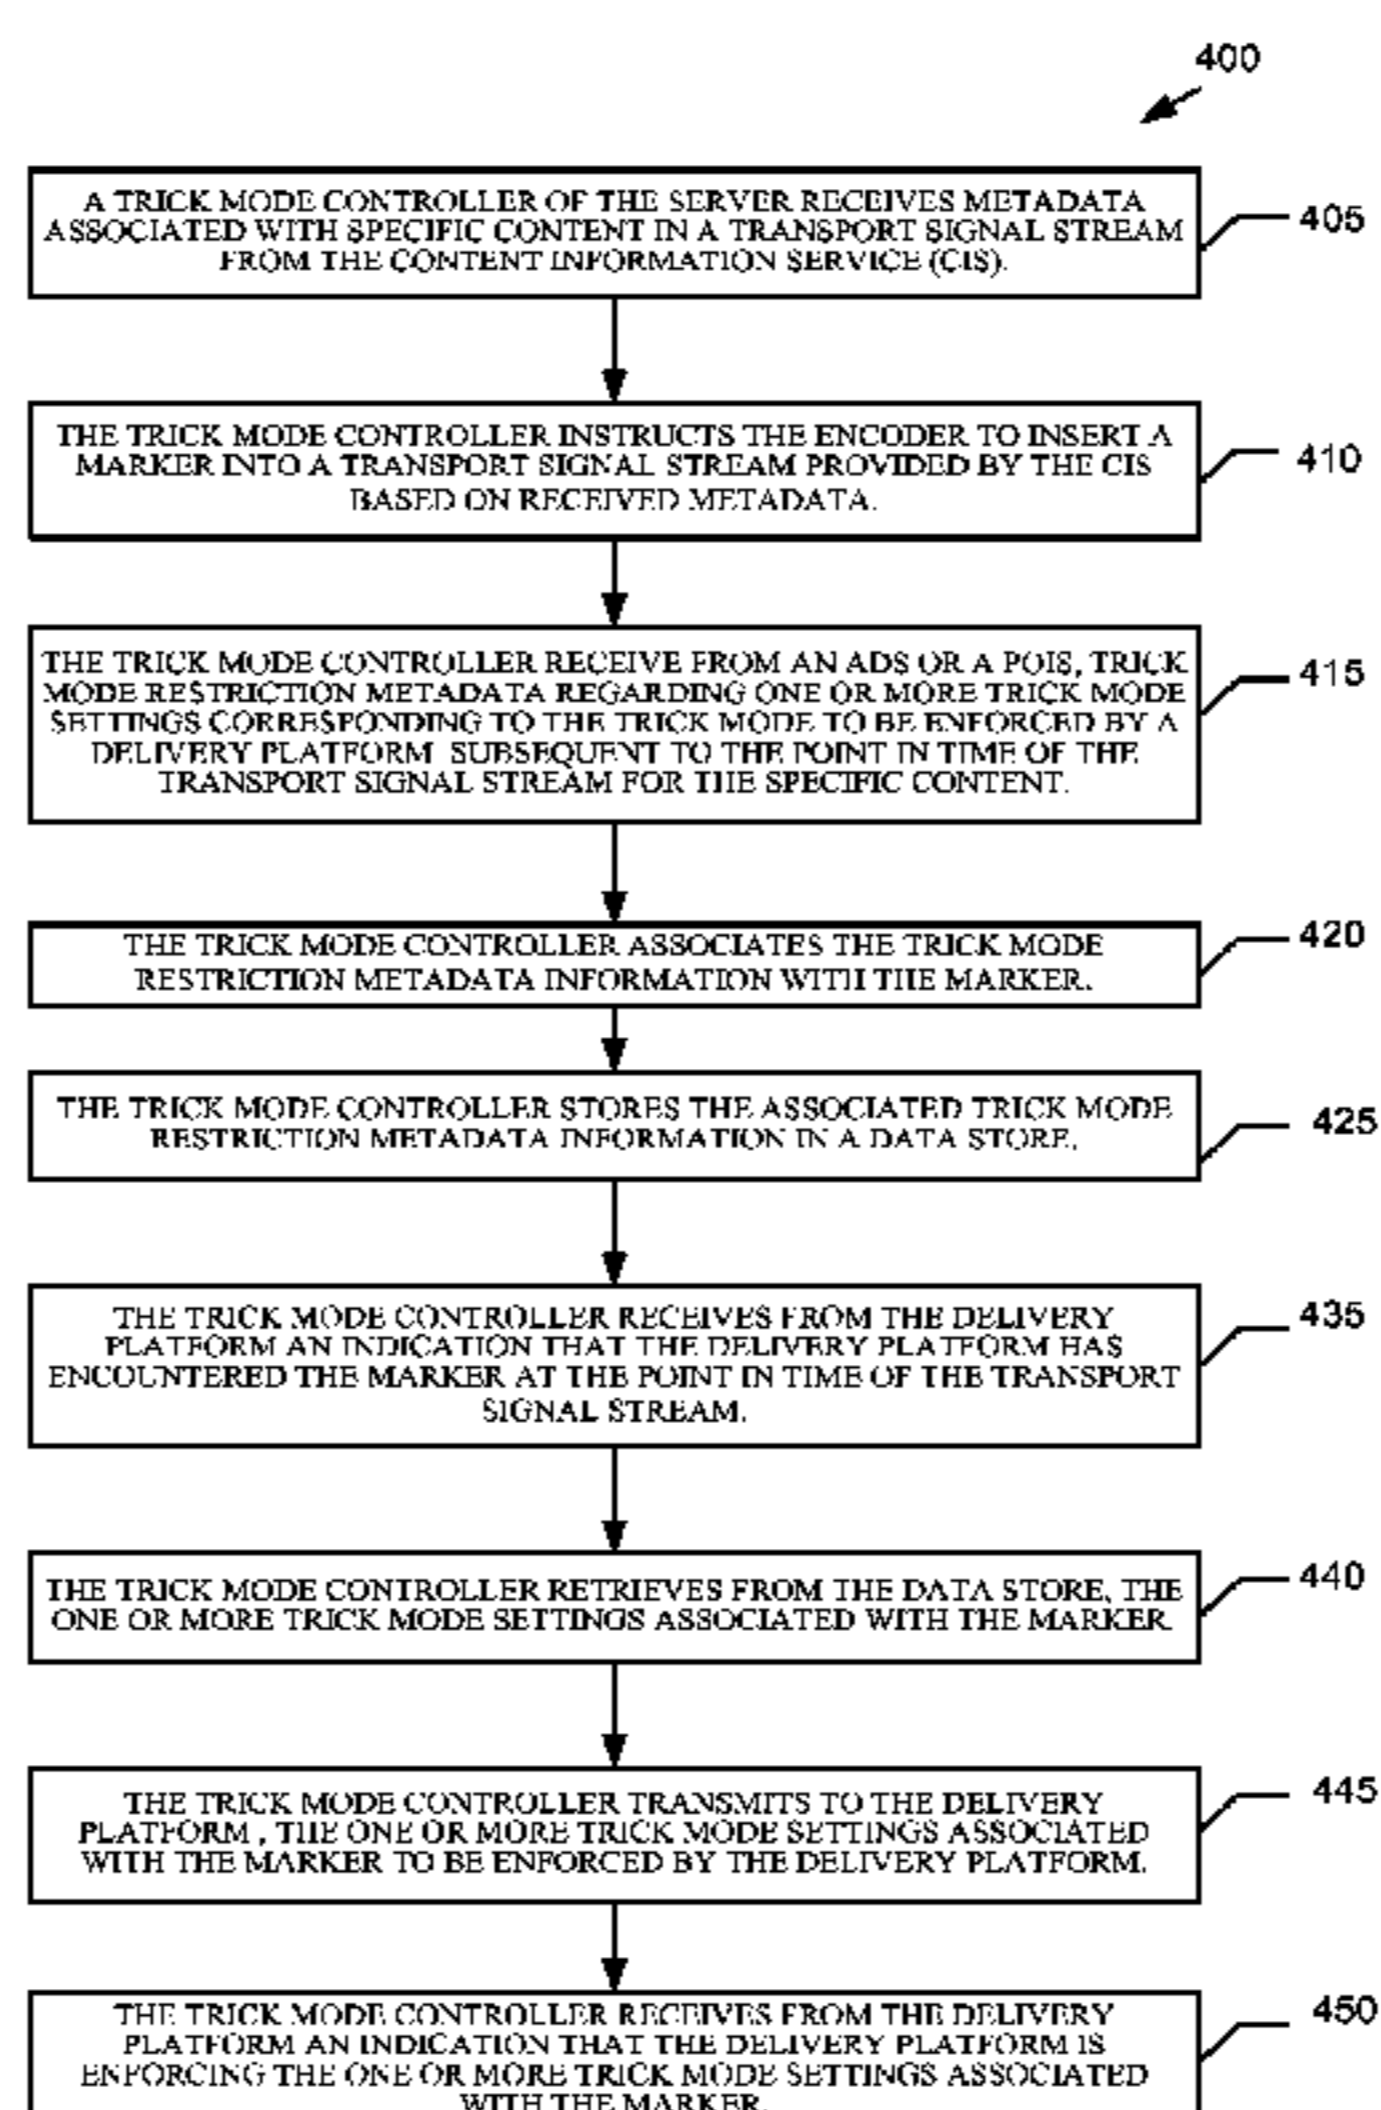 400
A TRICK MODE CONTROLLER OF THE SERVER RECEIVES METADATA
ASSOCIATED WITH SPECIFIC CONTENT IN A TRANSPORT SIGNAL STREAM
FROM THE CONTENT INFORMATION SERVICE (CIS).
405
THE TRICK MODE CONTROLLER INSTRUCTS THE ENCODER TO INSERT A
MARKER INTO A TRANSPORT SIGNAL STREAM PROVIDED BY THE CIS
BASED ON RECEIVED METADATA.
410
THE TRICK MODE CONTROLLER RECEIVE FROM AN ADS OR A POIS, TRICK
MODE RESTRICTION METADATA REGARDING ONE OR MORE TRICK MODE
SETTINGS CORRESPONDING TO THE TRICK MODE TO BE ENFORCED BY A
DELIVERY PLATFORM SUBSEQUENT TO THE POINT IN TIME OF THE
TRANSPORT SIGNAL STREAM FOR THE SPECIFIC CONTENT.
415
THE TRICK MODE CONTROLLER ASSOCIATES THE TRICK MODE
RESTRICTION METADATA INFORMATION WITH THE MARKER.
420
THE TRICK MODE CONTROLLER STORES THE ASSOCIATED TRICK MODE
RESTRICTION METADATA INFORMATION IN A DATA STORE.
425
THE TRICK MODE CONTROLLER RECEIVES FROM THE DELIVERY
PLATFORM AN INDICATION THAT THE DELIVERY PLATFORM HAS
ENCOUNTERED THE MARKER AT THE POINT IN TIME OF THE TRANSPORT
SIGNAL STREAM.
435
THE TRICK MODE CONTROLLER RETRIEVES FROM THE DATA STORE, THE
ONE OR MORE TRICK MODE SETTINGS ASSOCIATED WITH THE MARKER
440
THE TRICK MODE CONTROLLER TRANSMITS TO THE DELIVERY
PLATFORM , THE ONE OR MORE TRICK MODE SETTINGS ASSOCIATED
WITH THE MARKER TO BE ENFORCED BY THE DELIVERY PLATFORM.
445
THE TRICK MODE CONTROLLER RECEIVES FROM THE DELIVERY
PLATFORM AN INDICATION THAT THE DELIVERY PLATFORM IS
ENFORCING THE ONE OR MORE TRICK MODE SETTINGS ASSOCIATED
WITH THE MARKER.
450